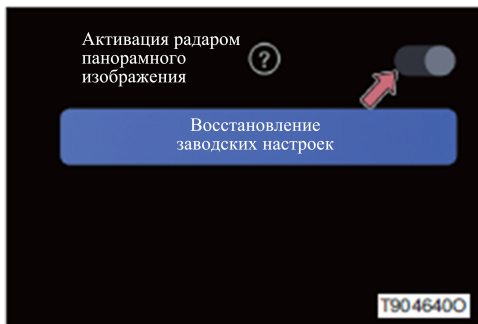 Активация радаром
панорамного
изображения
?
Восстановление
заводских настроек
T904640O